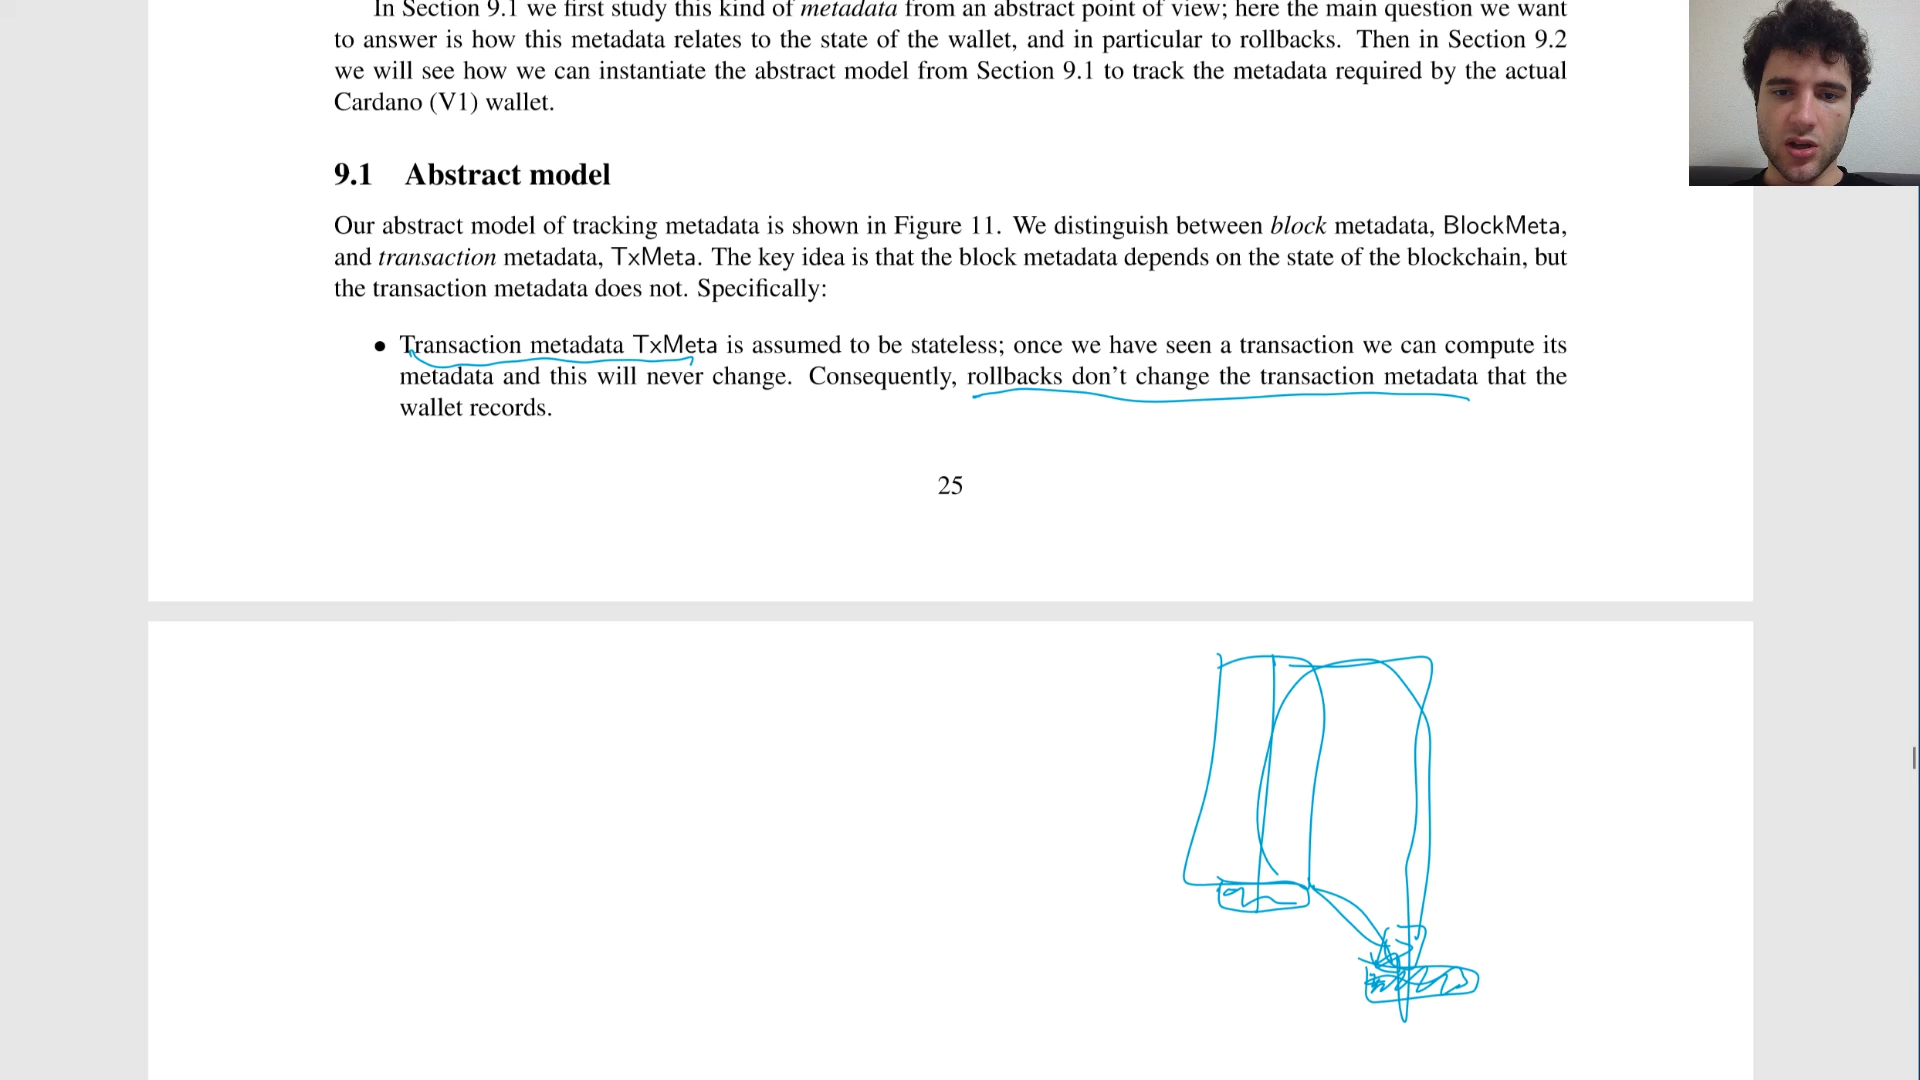 In Section 9.1 we first study this kind of metadata from an abstract point of view; here the main question we want
to answer is how this metadata relates to the state of the wallet, and in particular to rollbacks. Then in Section 9.2
we will see how we can instantiate the abstract model from Section 9.1 to track the metadata required by the actual
Cardano (V1) wallet.
9.1 Abstract model
Our abstract model of tracking metadata is shown in Figure 11. We distinguish between block metadata, BlockMeta,
and transaction metadata, TxMeta. The key idea is that the block metadata depends on the state of the blockchain, but
the transaction metadata does not. Specifically:
• Transaction metadata TxMeta is assumed to be stateless; once we have seen a transaction we can compute its
metadata and this will never change. Consequently, rollbacks don't change the transaction metadata that the
wallet records.
25